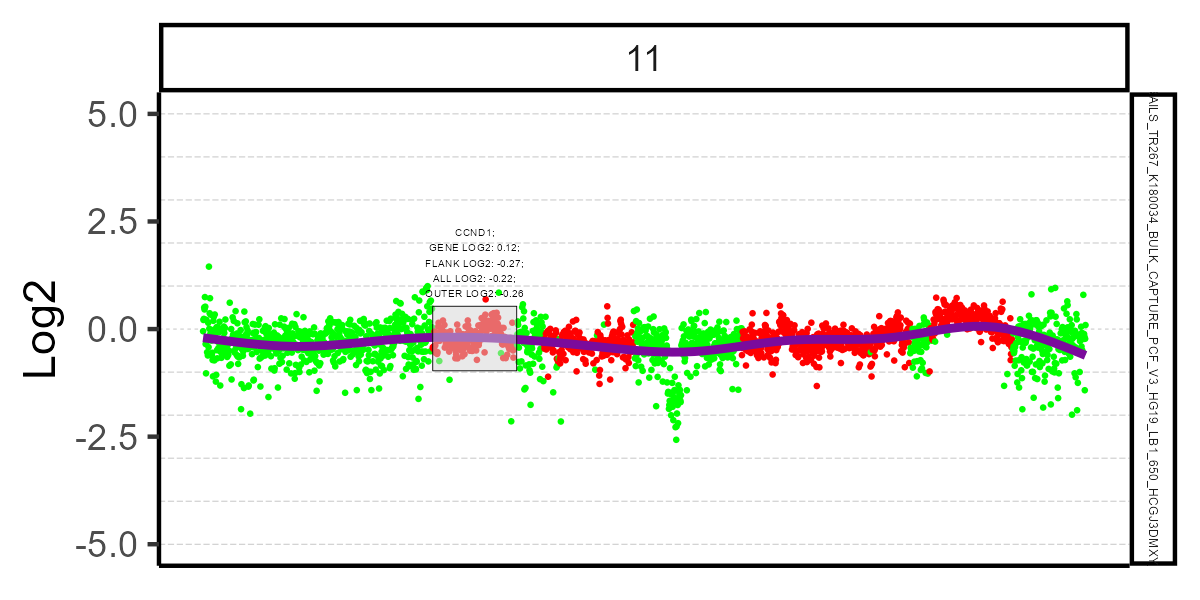 11
5.0
2.5
0.0
-2.5
-5.0
Log2
CCND1;
GENE LOG2: 0.12;
FLANK LOG2: -0.27;
ALL LOG2: -0.22;
OUTER LOG2: -0.26
AILS_TR267_K180034_BULK_CAPTURE_PCF_V3_HG19_LB1_650_HCGJ3DMXY